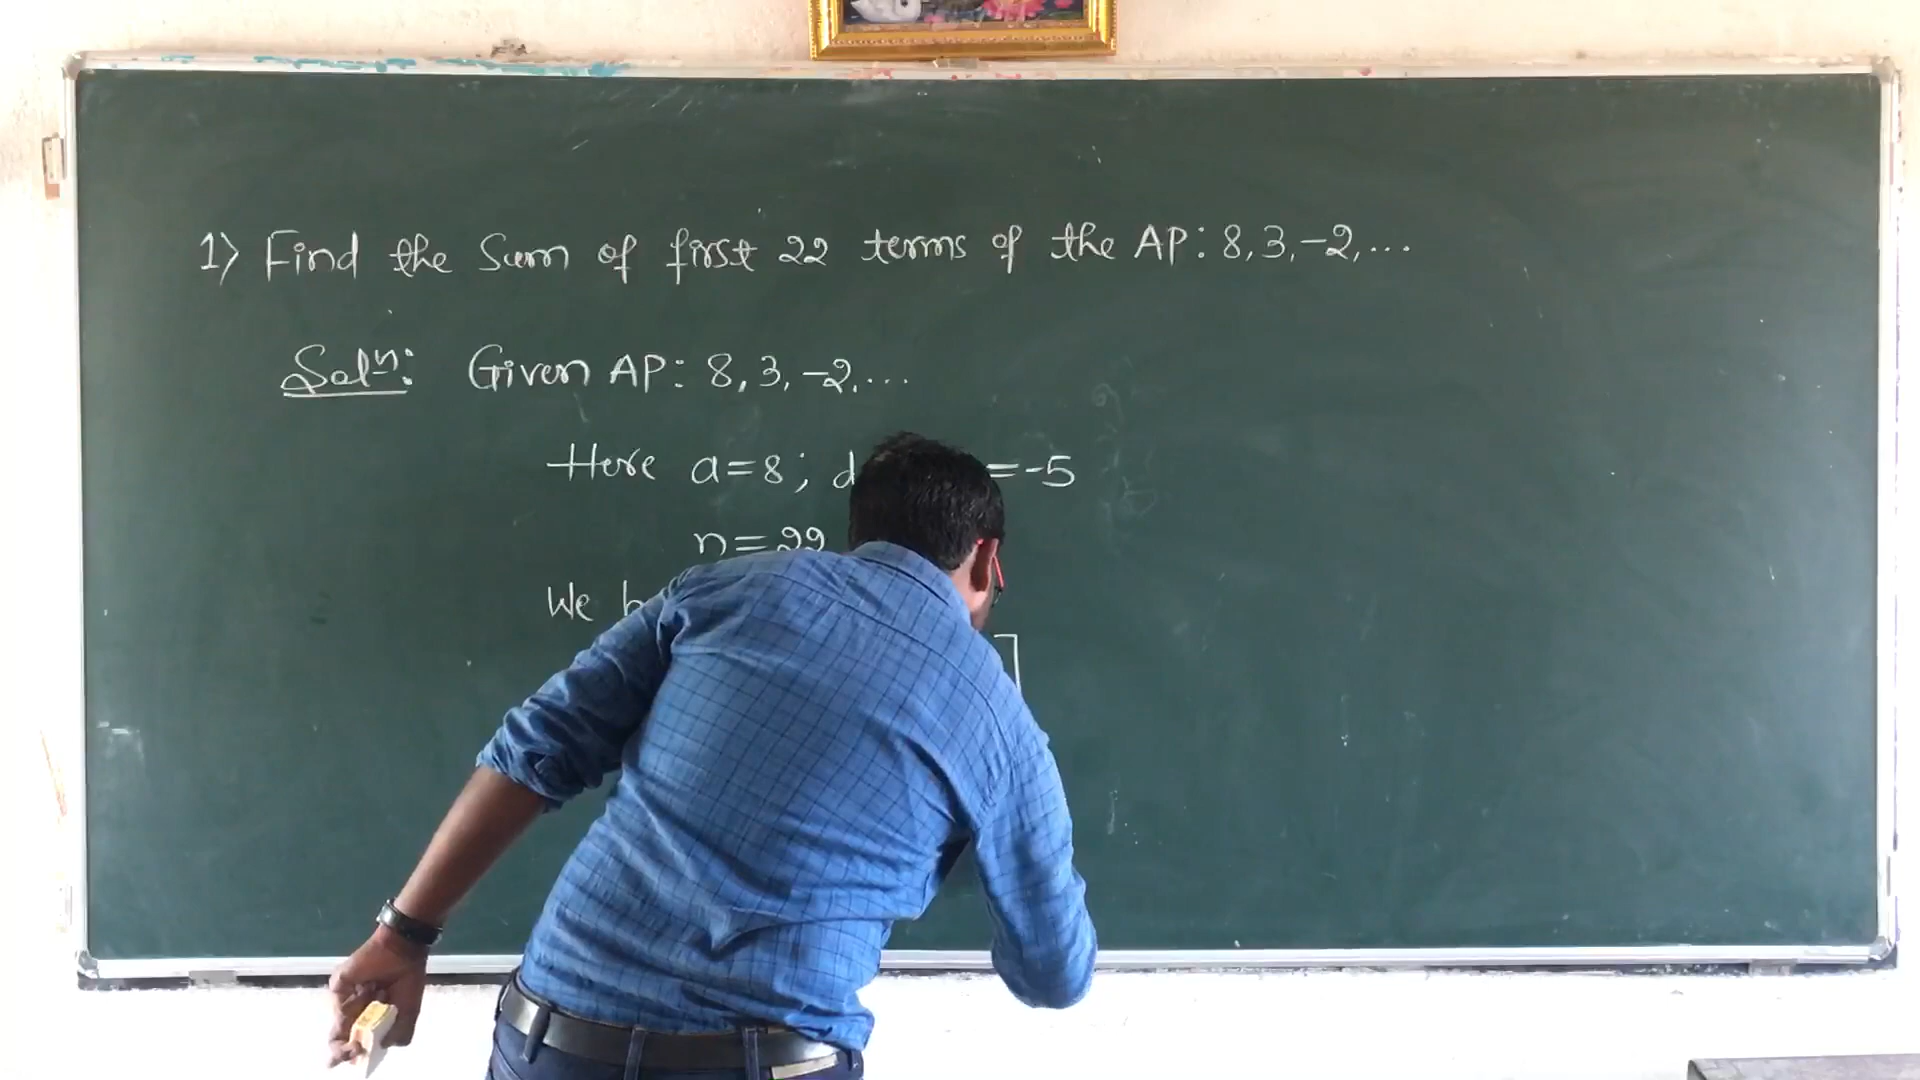 1) Find the Sum of first 22 terms of the AP: 8, 3, -2, ...
Solⁿ: Given AP: 8, 3, -2, ...
Here a=8; d =-5
n=22
We
]